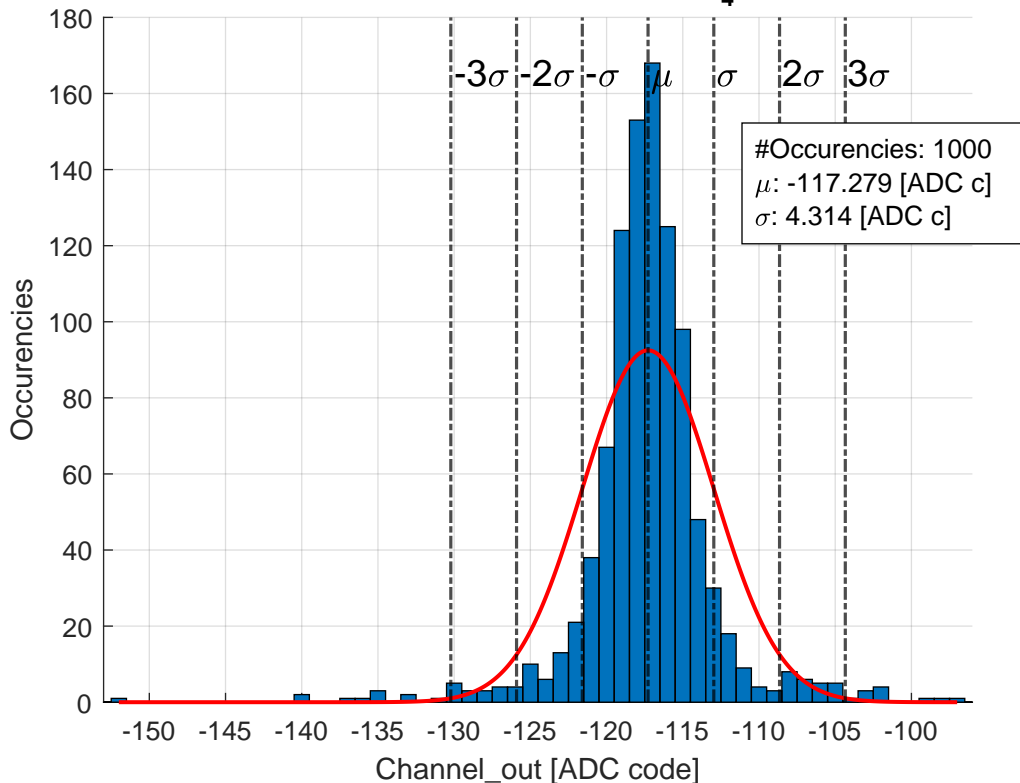 4
180
160
140
120
100
80
60
40
20
0
-3σ -2σ -σ μ σ 2σ 3σ
#Occurencies: 1000
μ: -117.279 [ADC c]
σ: 4.314 [ADC c]
Occurencies
-150 -145 -140 -135 -130 -125 -120 -115 -110 -105 -100
Channel_out [ADC code]